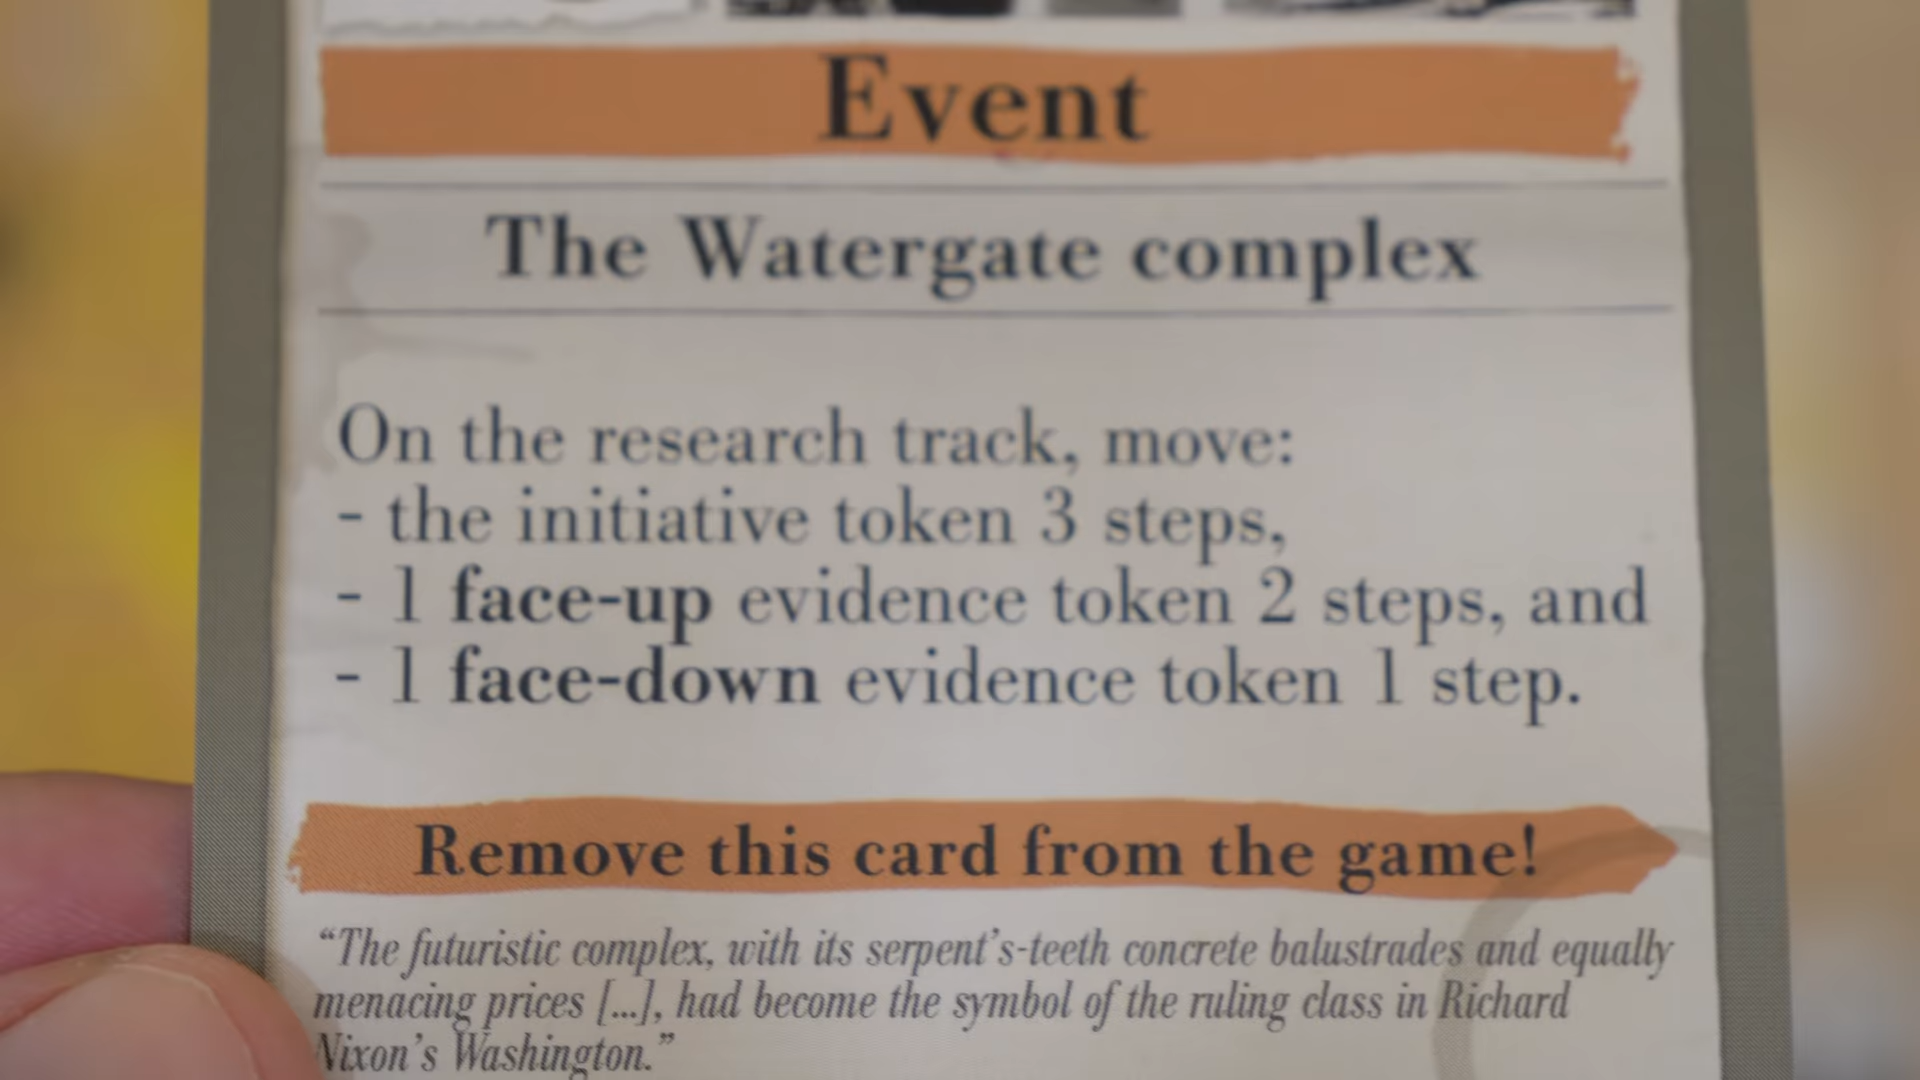 Event
The Watergate complex
On the research track, move:
- the initiative token 3 steps,
- 1 face-up evidence token 2 steps, and
- 1 face-down evidence token 1 step.
Remove this card from the game!
“The futuristic complex, with its serpent’s-teeth concrete balustrades and equally
menacing prices [...], had become the symbol of the ruling class in Richard
Nixon’s Washington.”